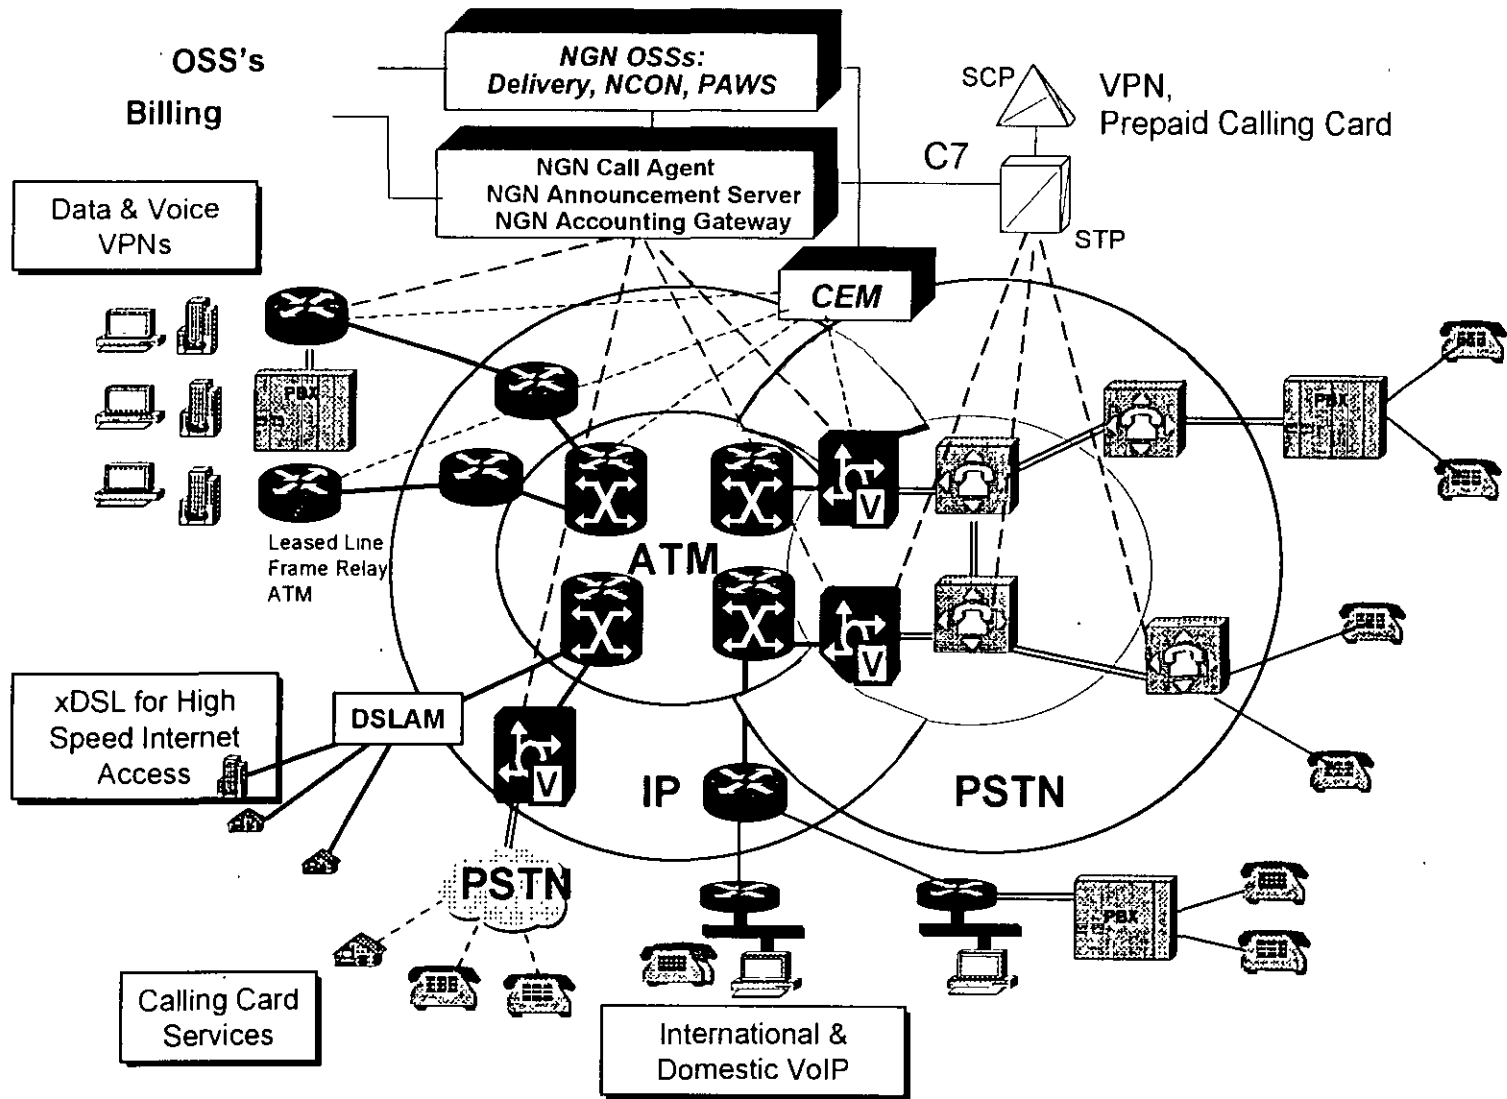 OSS's
Billing
NGN OSSs:
Delivery, NCON, PAWS
NGN Call Agent
NGN Announcement Server
NGN Accounting Gateway
SCP
VPN,
Prepaid Calling Card
C7
STP
Data & Voice
VPNs
CEM
PBX
PBX
V
Leased Line
Frame Relay
ATM
ATM
V
xDSL for High
Speed Internet
Access
DSLAM
V
IP
PSTN
PSTN
PBX
Calling Card
Services
International &
Domestic VoIP